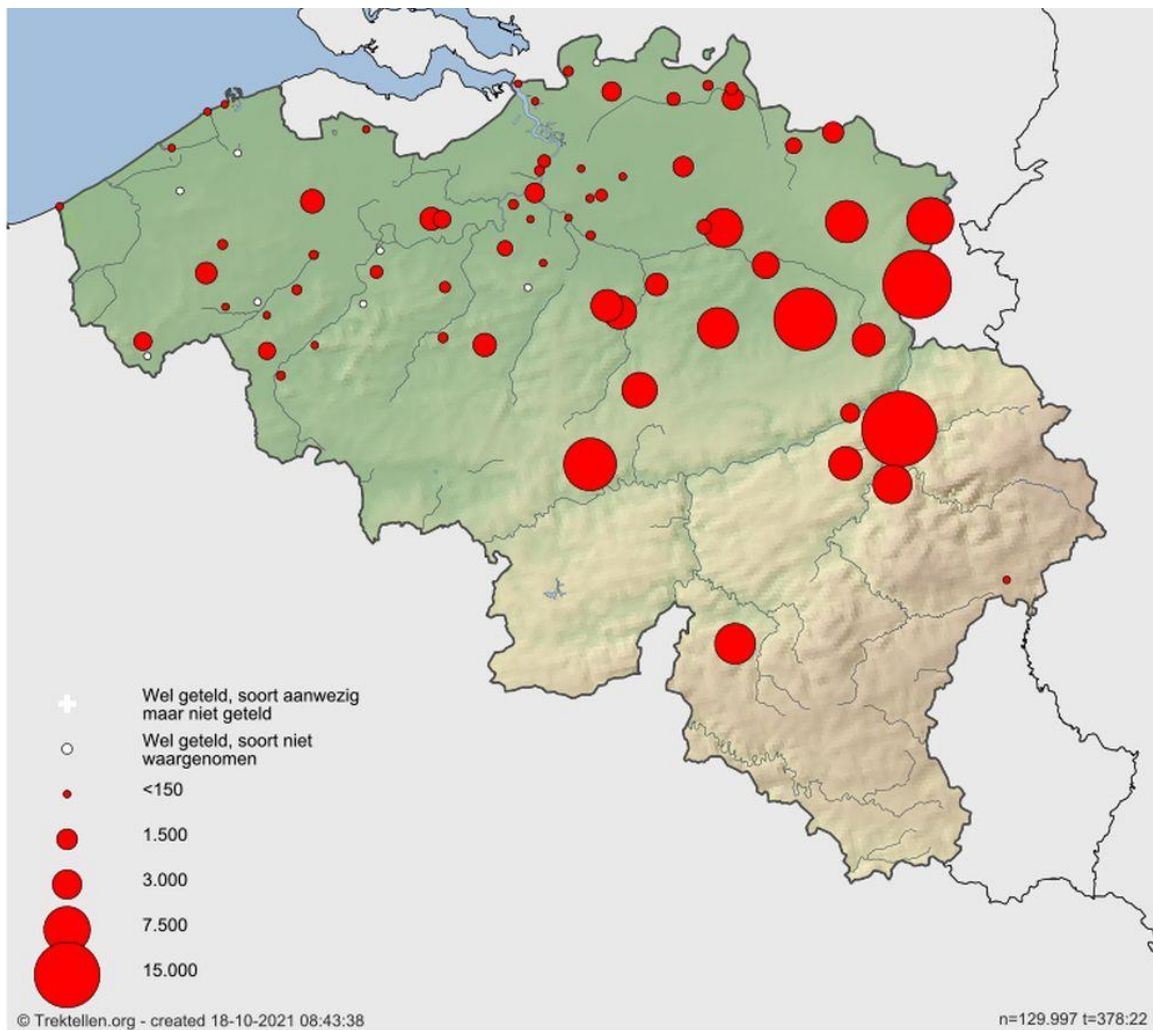 Wel geteld, soort aanwezig
maar niet geteld
Wel geteld, soort niet
waargenomen
<150
1.500
3.000
7.500
15.000
© Trektellen.org - created 18-10-2021 08:43:38
n=129.997 t=378:22